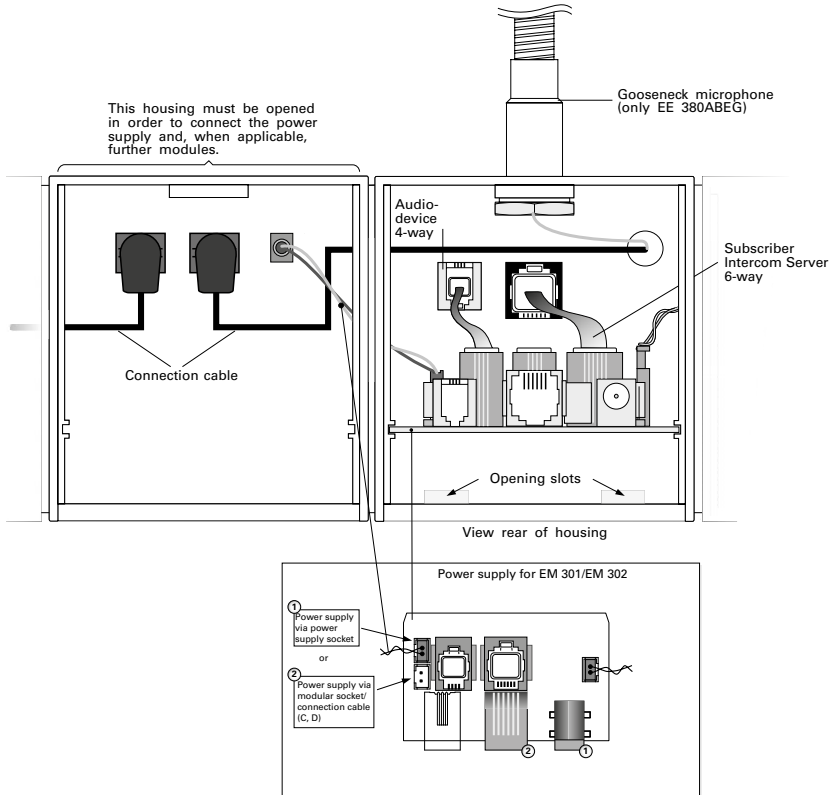 Gooseneck microphone
(only EE 380ABEG)
This housing must be opened
in order to connect the power
supply and, when applicable,
further modules.
Audio-
device
4-way
Subscriber
Intercom Server
6-way
Connection cable
Opening slots
View rear of housing
Power supply for EM 301/EM 302
1
Power supply
via power
supply socket
or
2
Power supply via
modular socket/
connection cable
(C, D)
2
1